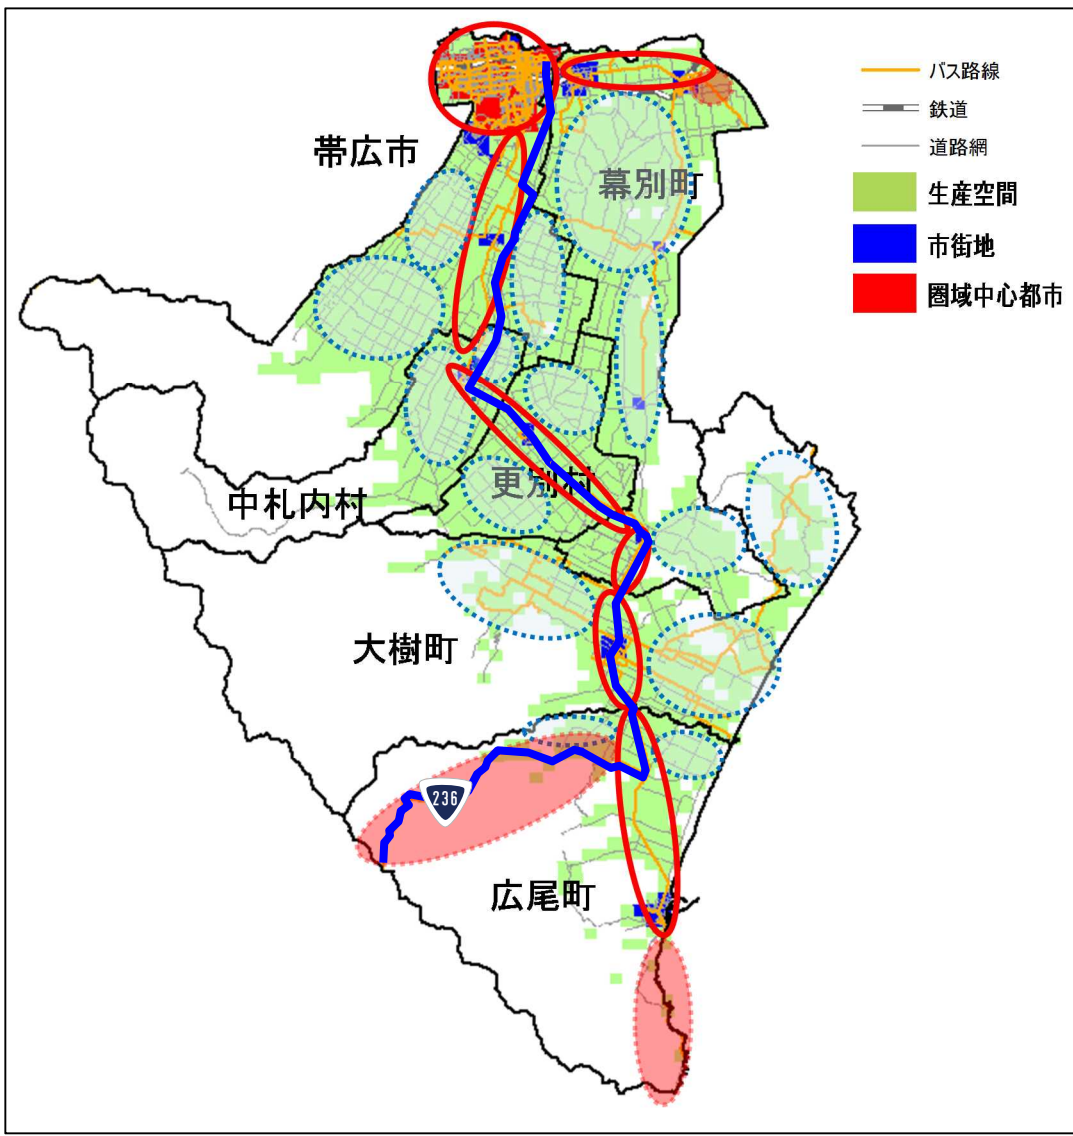 バス路線
鉄道
道路網
生産空間
市街地
圏域中心都市
帯広市
幕別町
更別村
中札内村
大樹町
236
広尾町